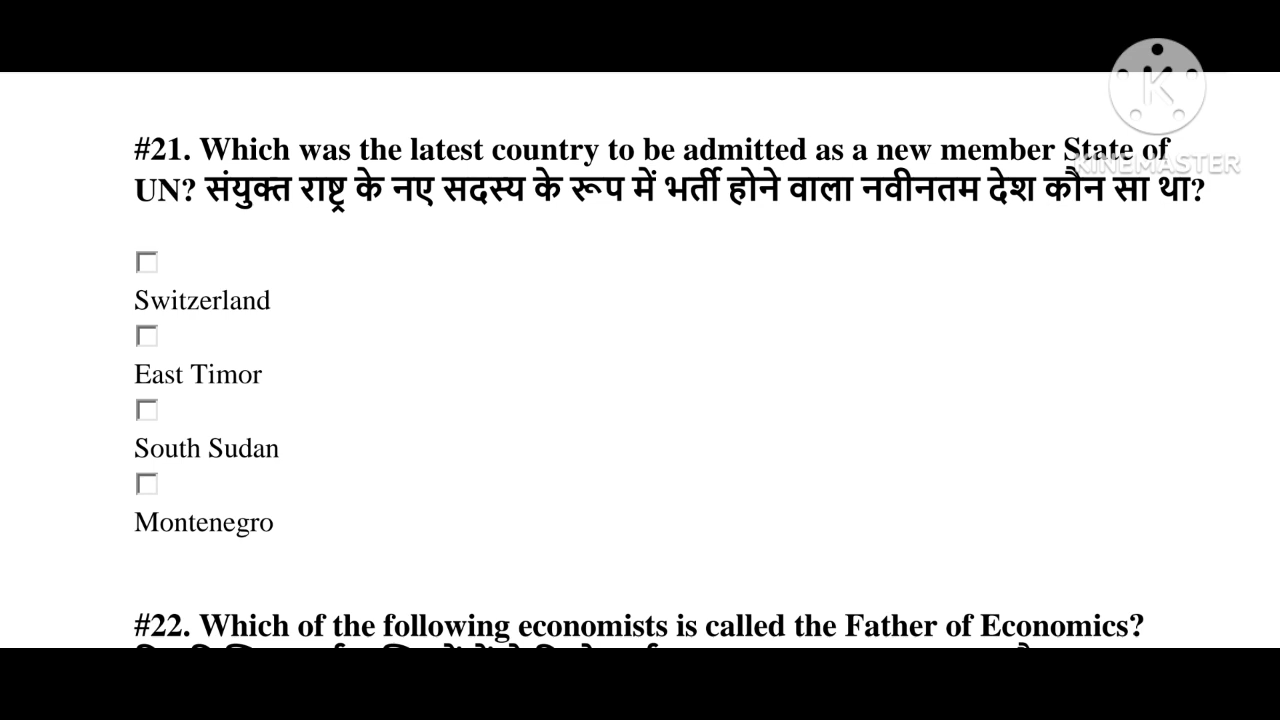 #21. Which was the latest country to be admitted as a new member State of
KINEMASTER
UN? संयुक्त राष्ट्र के नए सदस्य के रूप में भर्ती होने वाला नवीनतम देश कौन सा था?
Switzerland
East Timor
South Sudan
Montenegro
#22. Which of the following economists is called the Father of Economics?